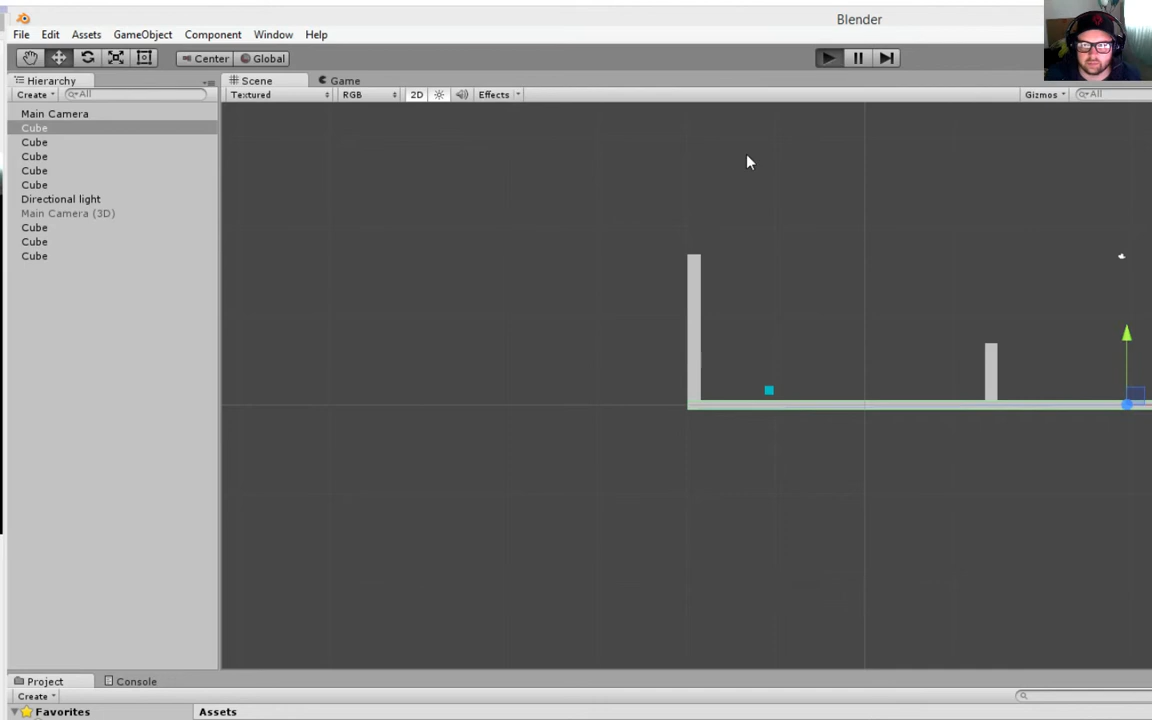 Blender
File Edit Assets GameObject Component Window Help
Center Global
Hierarchy Scene Game
Create All Textured RGB 2D Effects Gizmos All
Main Camera
Cube
Cube
Cube
Cube
Cube
Directional light
Main Camera (3D)
Cube
Cube
Cube
Project Console
Create
Favorites Assets